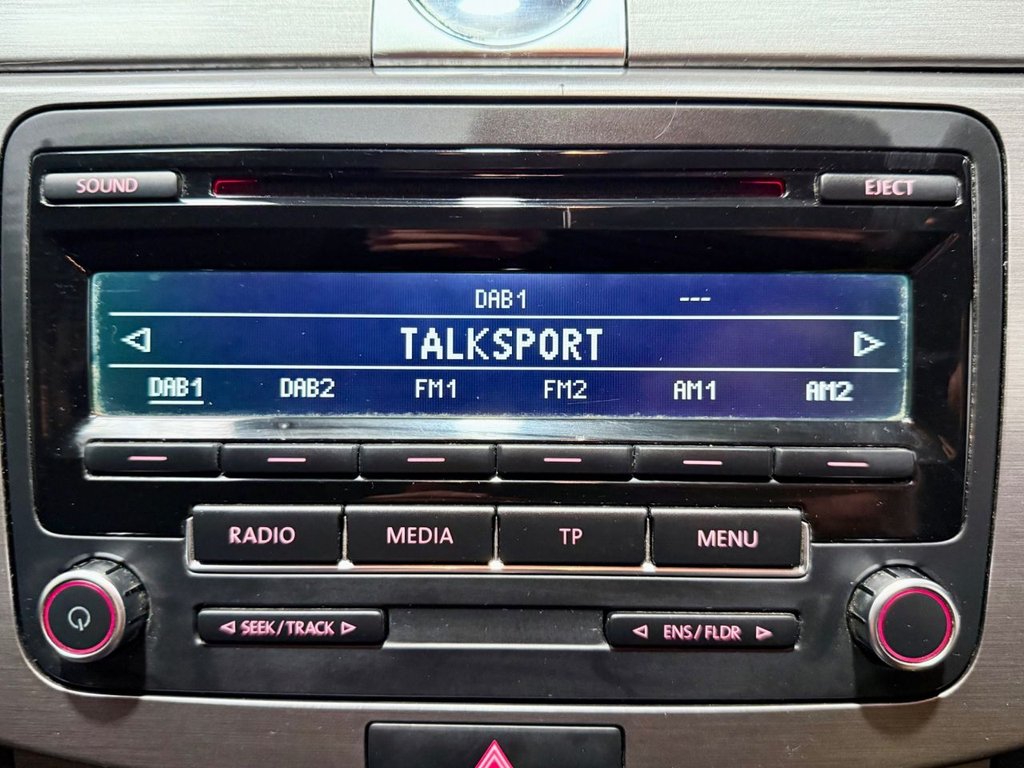 SOUND EJECT
DAB1 ---
TALKSPORT
DAB1 DAB2 FM1 FM2 AM1 AM2
RADIO MEDIA TP MENU
SEEK/TRACK ENS/FLDR